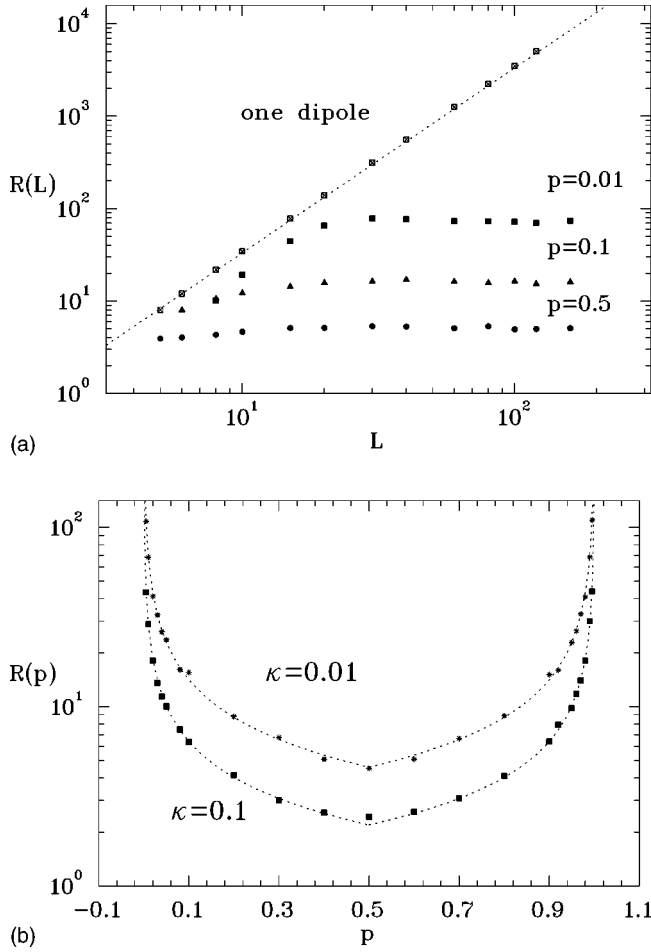 10^4
one dipole
10^3
R(L)
p=0.01
10^2
p=0.1
10^1
p=0.5
10^0
10^1
10^2
(a)
L
10^2
R(p)
κ=0.01
10^1
κ=0.1
10^0
−0.1
0.1
0.3
0.5
0.7
0.9
1.1
(b)
p